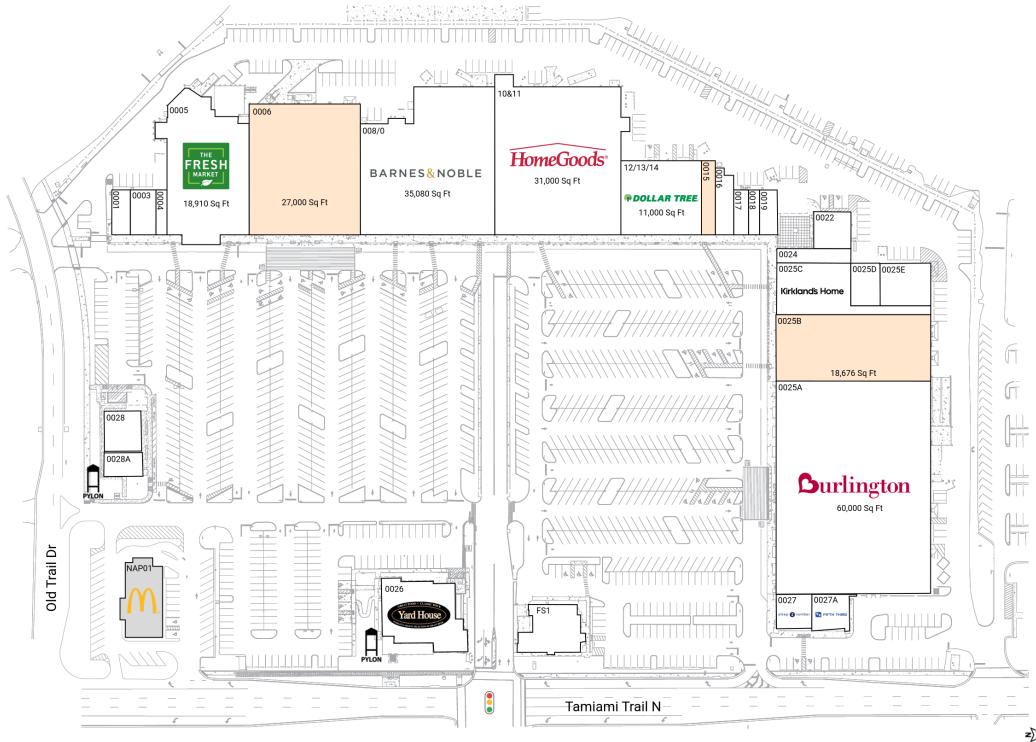 10&11
0005
0006
008/0
THE
FRESH
MARKET
18,910 Sq Ft
27,000 Sq Ft
BARNES&NOBLE
35,080 Sq Ft
HomeGoods
31,000 Sq Ft
12/13/14
DOLLAR TREE
11,000 Sq Ft
0015
0016
0017
0018
0019
0001
0003
0004
0022
0024
0025C
0025D
0025E
Kirkland's Home
0025B
18,676 Sq Ft
0025A
Burlington
60,000 Sq Ft
0028
0028A
PYLON
Old Trail Dr
NAP01
0026
Yard House
PYLON
FS1
0027
0027A
FIFTH THIRD
Tamiami Trail N
N